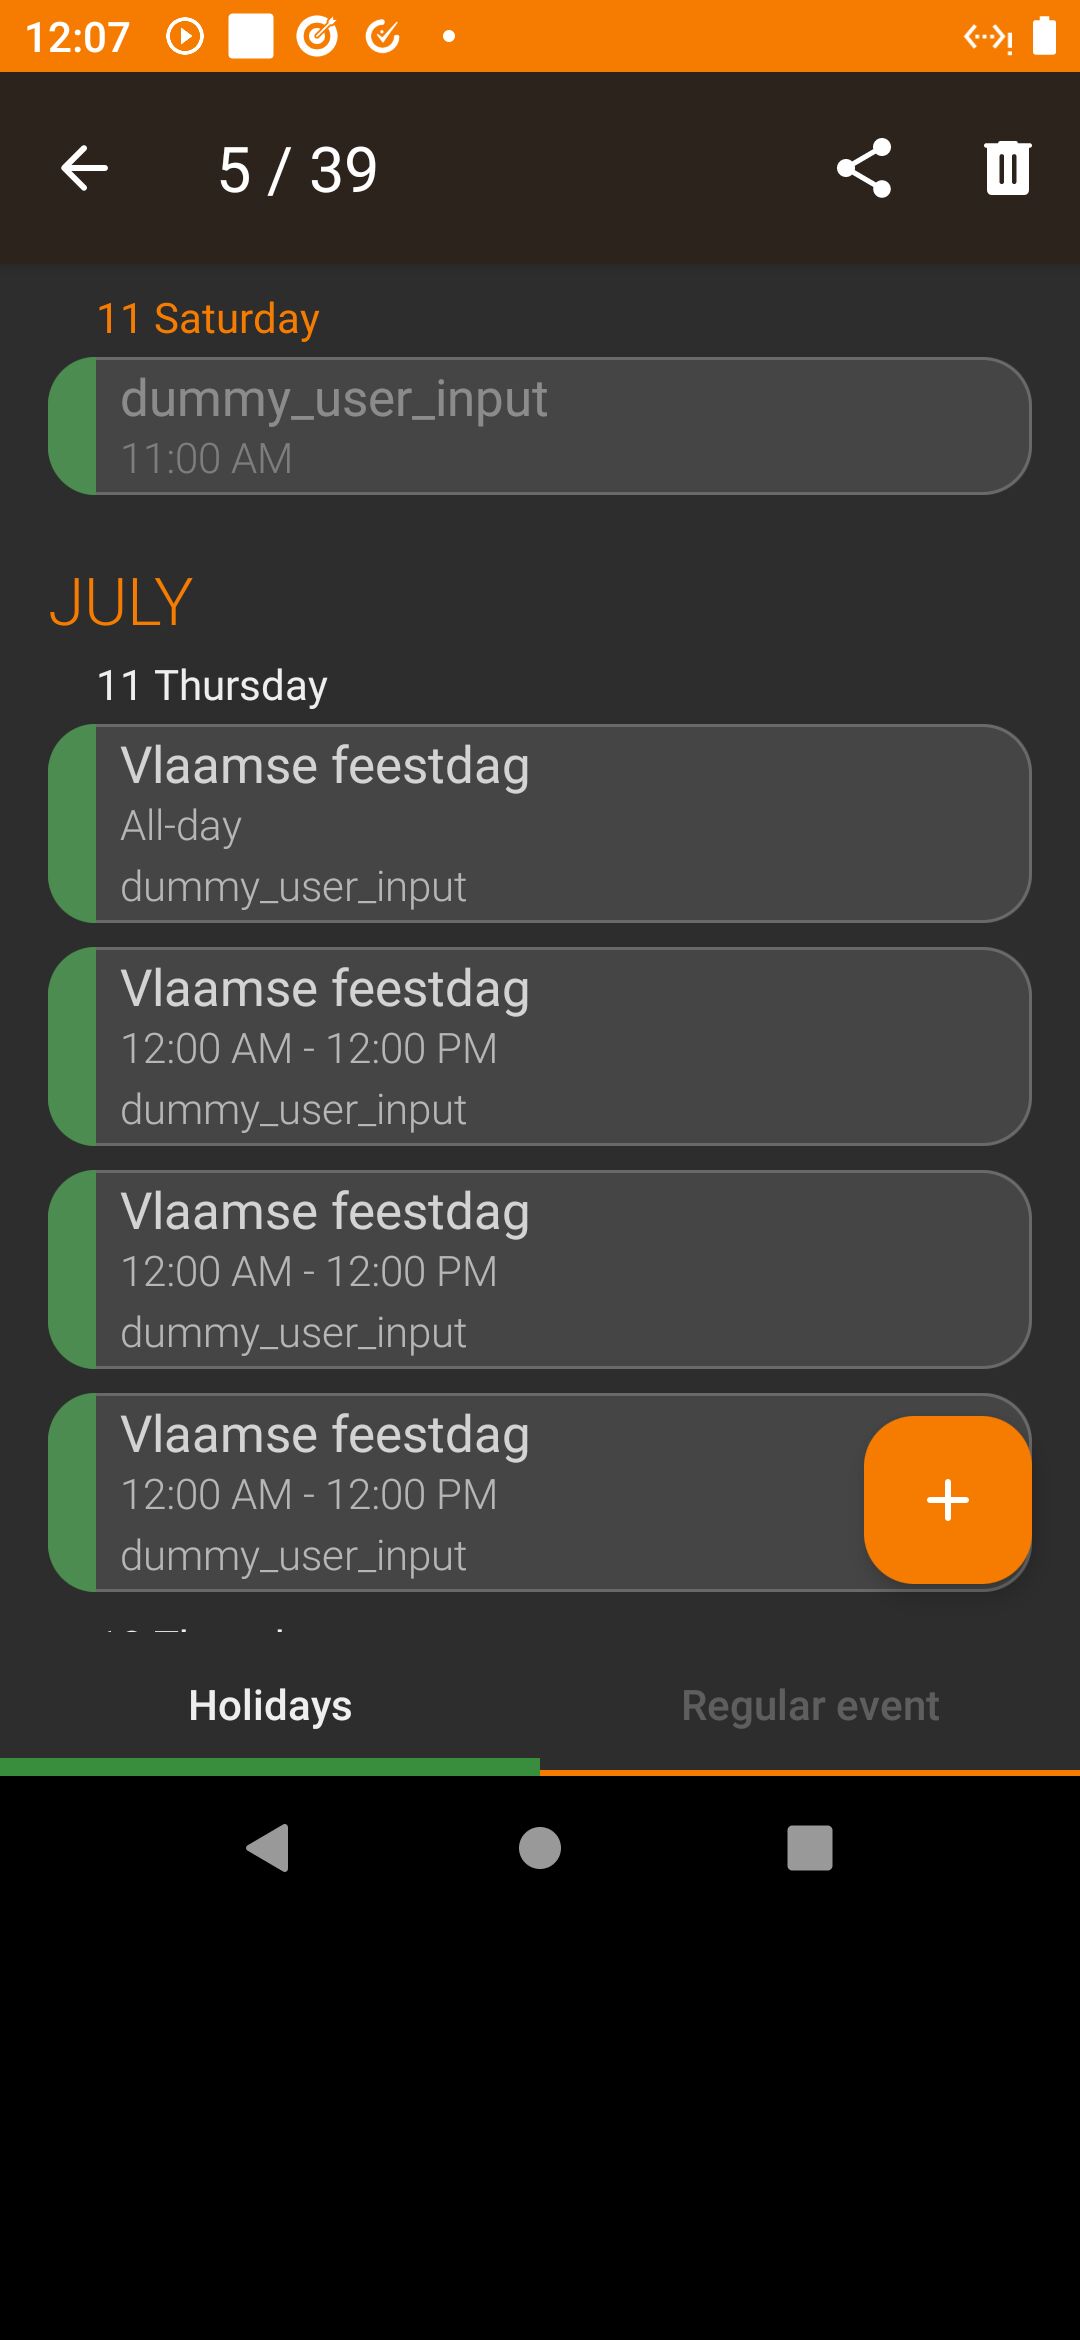 12:07
5 / 39
11 Saturday
dummy_user_input
11:00 AM
JULY
11 Thursday
Vlaamse feestdag
All-day
dummy_user_input
Vlaamse feestdag
12:00 AM - 12:00 PM
dummy_user_input
Vlaamse feestdag
12:00 AM - 12:00 PM
dummy_user_input
Vlaamse feestdag
12:00 AM - 12:00 PM
dummy_user_input
Holidays
Regular event